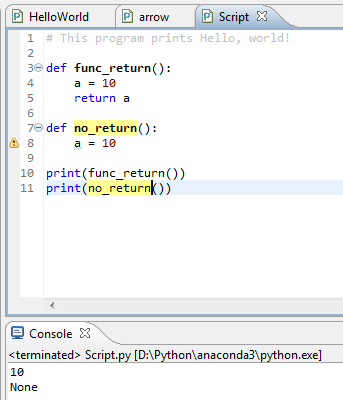 HelloWorld arrow Script
1 # This program prints Hello, world!
2
3 def func_return():
4     a = 10
5     return a
6
7 def no_return():
8     a = 10
9
10 print(func_return())
11 print(no_return())
Console
<terminated> Script.py [D:\Python\anaconda3\python.exe]
10
None